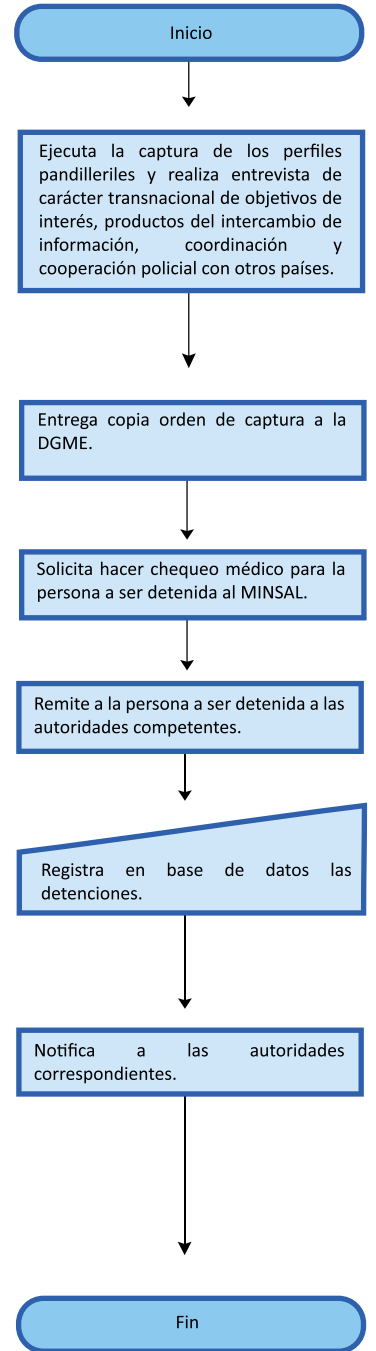 Inicio
Ejecuta la captura de los perfiles
pandilleriles y realiza entrevista de
carácter transnacional de objetivos de
interés, productos del intercambio de
información, coordinación y
cooperación policial con otros países.
Entrega copia orden de captura a la
DGME.
Solicita hacer chequeo médico para la
persona a ser detenida al MINSAL.
Remite a la persona a ser detenida a las
autoridades competentes.
Registra en base de datos las
detenciones.
Notifica a las autoridades
correspondientes.
Fin